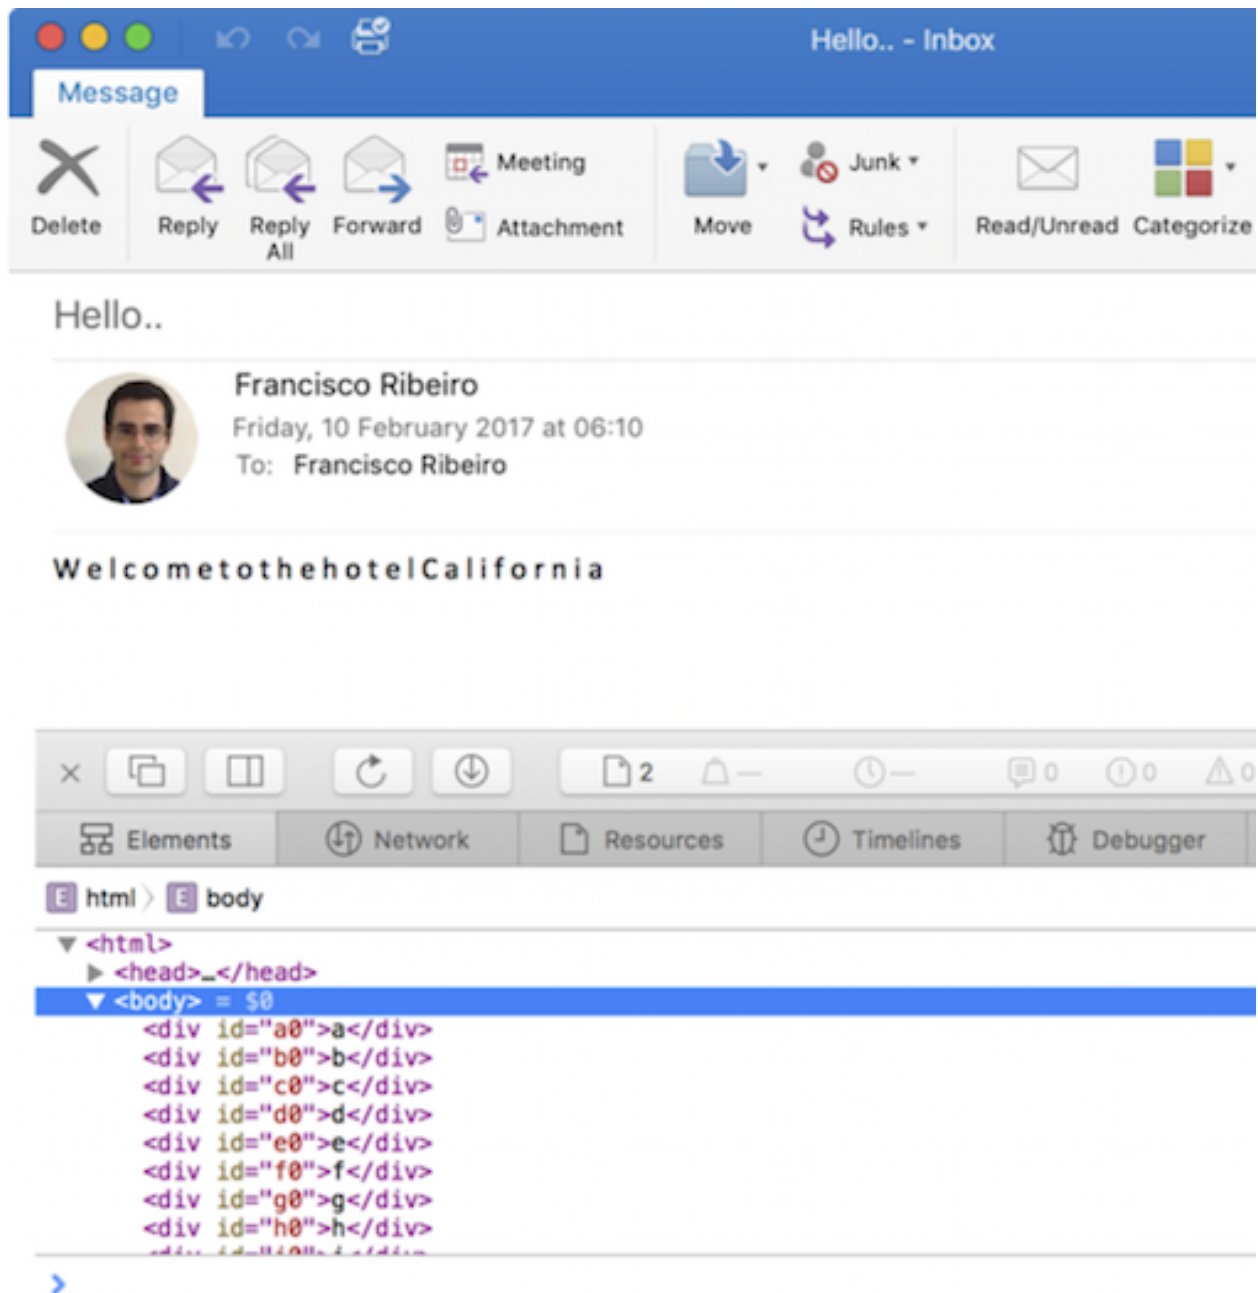 Hello.. - Inbox
Message
Delete
Reply
Reply All
Forward
Meeting
Attachment
Move
Junk
Rules
Read/Unread
Categorize
Hello..
Francisco Ribeiro
Friday, 10 February 2017 at 06:10
To: Francisco Ribeiro
W e l c o m e t o t h e h o t e l C a l i f o r n i a
2 — — 0 0 0
Elements Network Resources Timelines Debugger
E html E body
<html>
<head>…</head>
<body> = $0
<div id="a0">a</div>
<div id="b0">b</div>
<div id="c0">c</div>
<div id="d0">d</div>
<div id="e0">e</div>
<div id="f0">f</div>
<div id="g0">g</div>
<div id="h0">h</div>